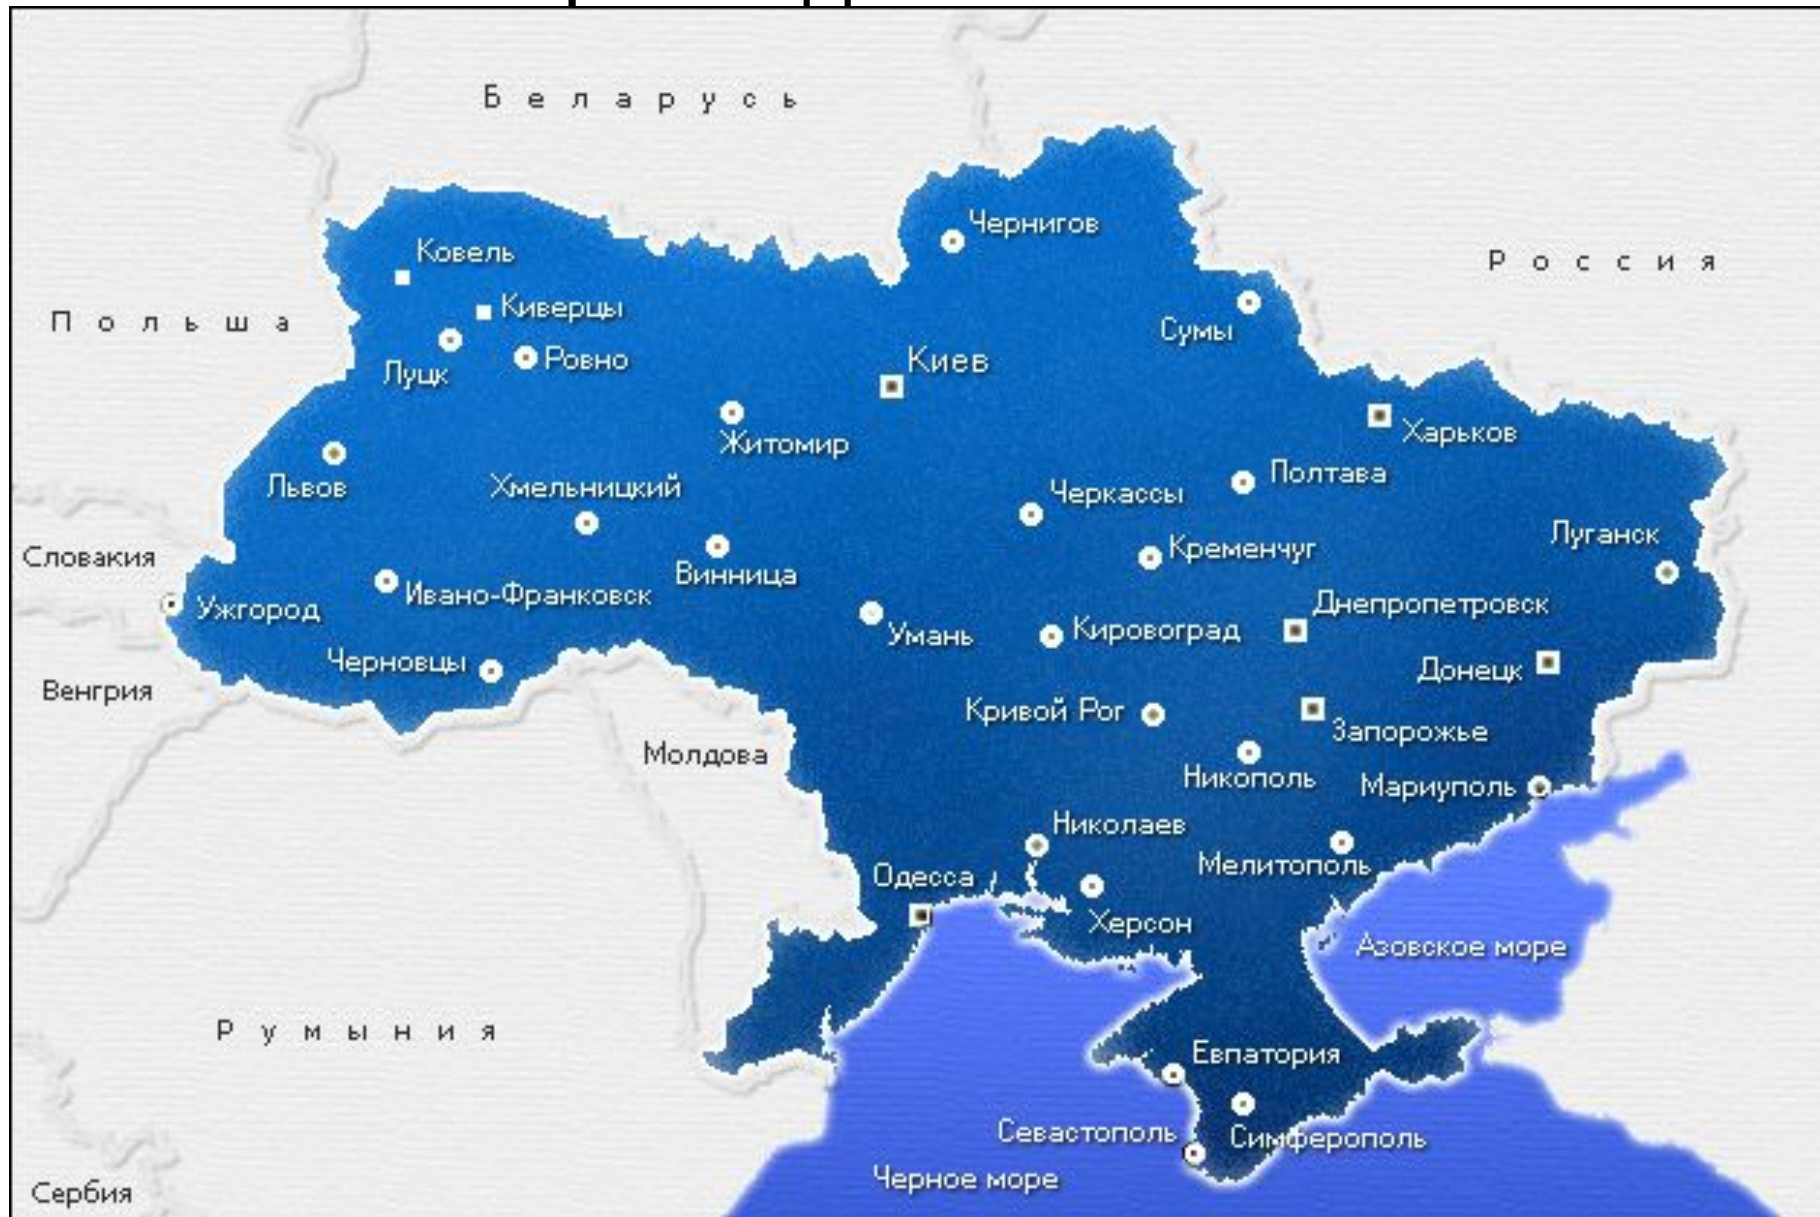 Беларусь
Чернигов
Ковель
Россия
Киверцы
Польша
Сумы
Ровно
Киев
Луцк
Житомир
Харьков
Полтава
Львов
Хмельницкий
Черкассы
Луганск
Кременчуг
Словакия
Винница
Ивано-Франковск
Днепропетровск
Ужгород
Умань
Кировоград
Черновцы
Донецк
Венгрия
Кривой Рог
Запорожье
Молдова
Никополь
Мариуполь
Николаев
Мелитополь
Одесса
Херсон
Азовское море
Румыния
Евпатория
Севастополь
Симферополь
Черное море
Сербия